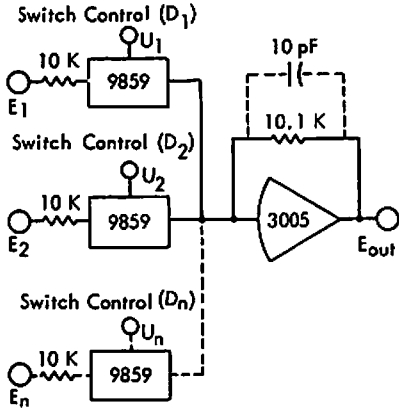 Switch Control (D1)
U1
10 K
9859
E1
10 pF
10.1 K
Switch Control (D2)
U2
10 K
9859
E2
3005
Eout
Switch Control (Dn)
Un
10 K
9859
En